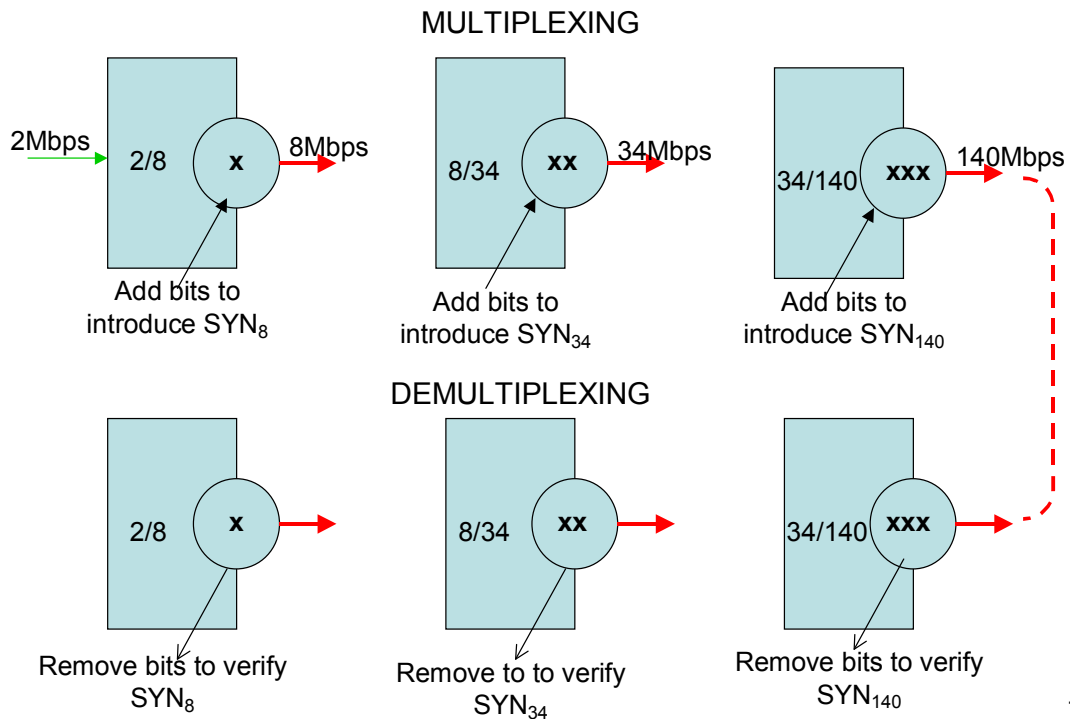 MULTIPLEXING
2Mbps
2/8
x
8Mbps
8/34
xx
34Mbps
34/140
xxx
140Mbps
Add bits to
introduce SYN₈
Add bits to
introduce SYN₃₄
Add bits to
introduce SYN₁₄₀
DEMULTIPLEXING
2/8
x
8/34
xx
34/140
xxx
Remove bits to verify
SYN₈
Remove to to verify
SYN₃₄
Remove bits to verify
SYN₁₄₀